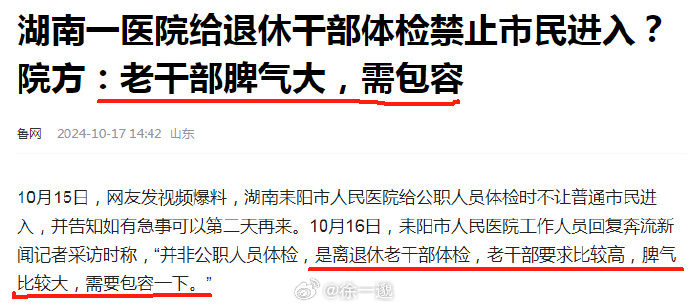 湖南一医院给退休干部体检禁止市民进入？
院方：老干部脾气大，需包容
鲁网 2024-10-17 14:42 山东
10月15日，网友发视频爆料，湖南耒阳市人民医院给公职人员体检时不让普通市民进
入，并告知如有急事可以第二天再来。10月16日，耒阳市人民医院工作人员回复奔流新
闻记者采访时称，“并非公职人员体检，是离退休老干部体检，老干部要求比较高，脾气
比较大，需要包容一下。”
@徐一邈